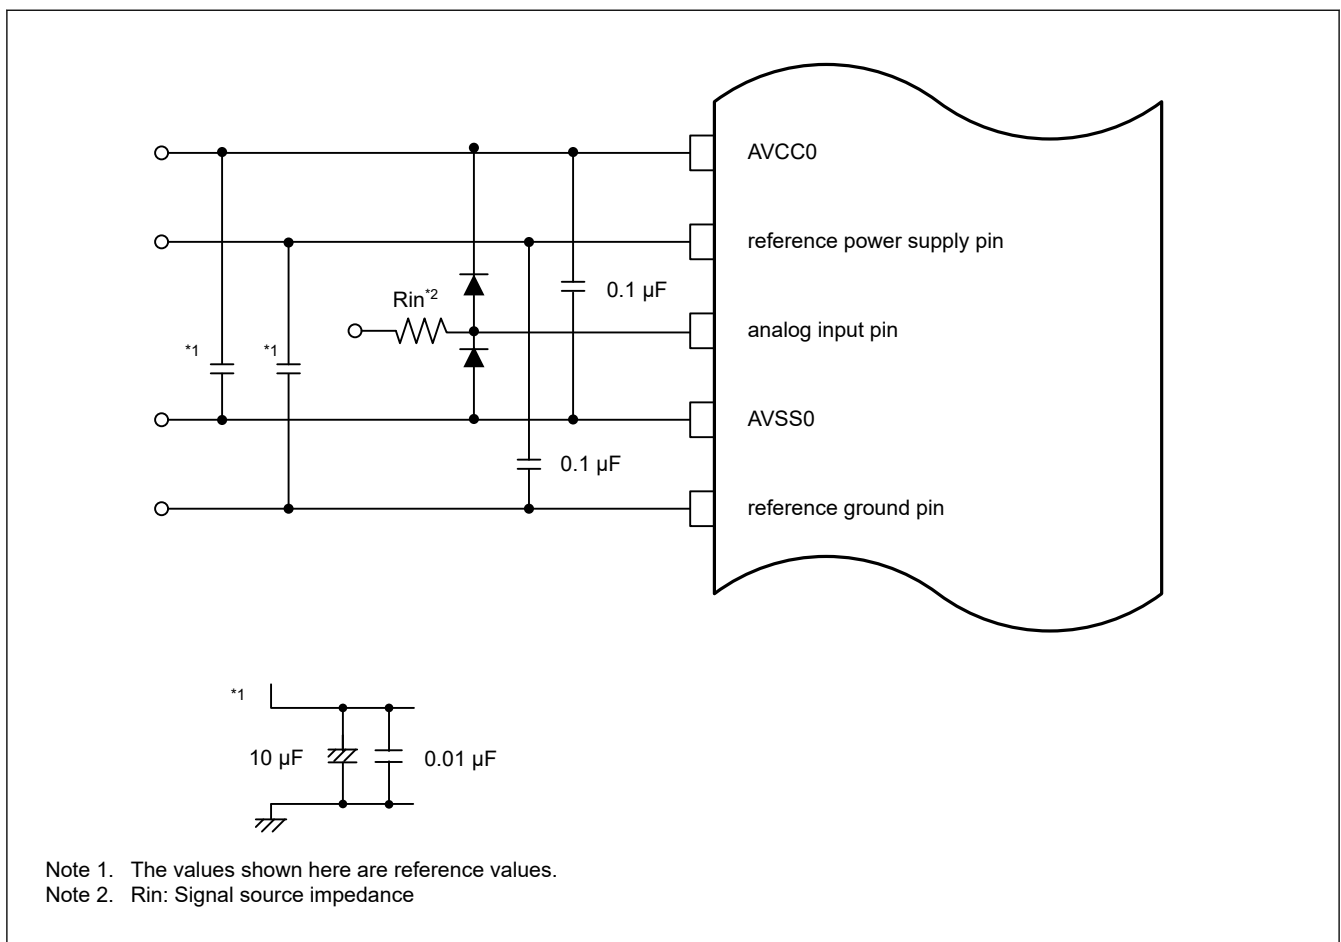 AVCC0
reference power supply pin
0.1 µF
Rin*2
analog input pin
*1
*1
AVSS0
0.1 µF
reference ground pin
*1
10 µF
0.01 µF
Note 1. The values shown here are reference values.
Note 2. Rin: Signal source impedance